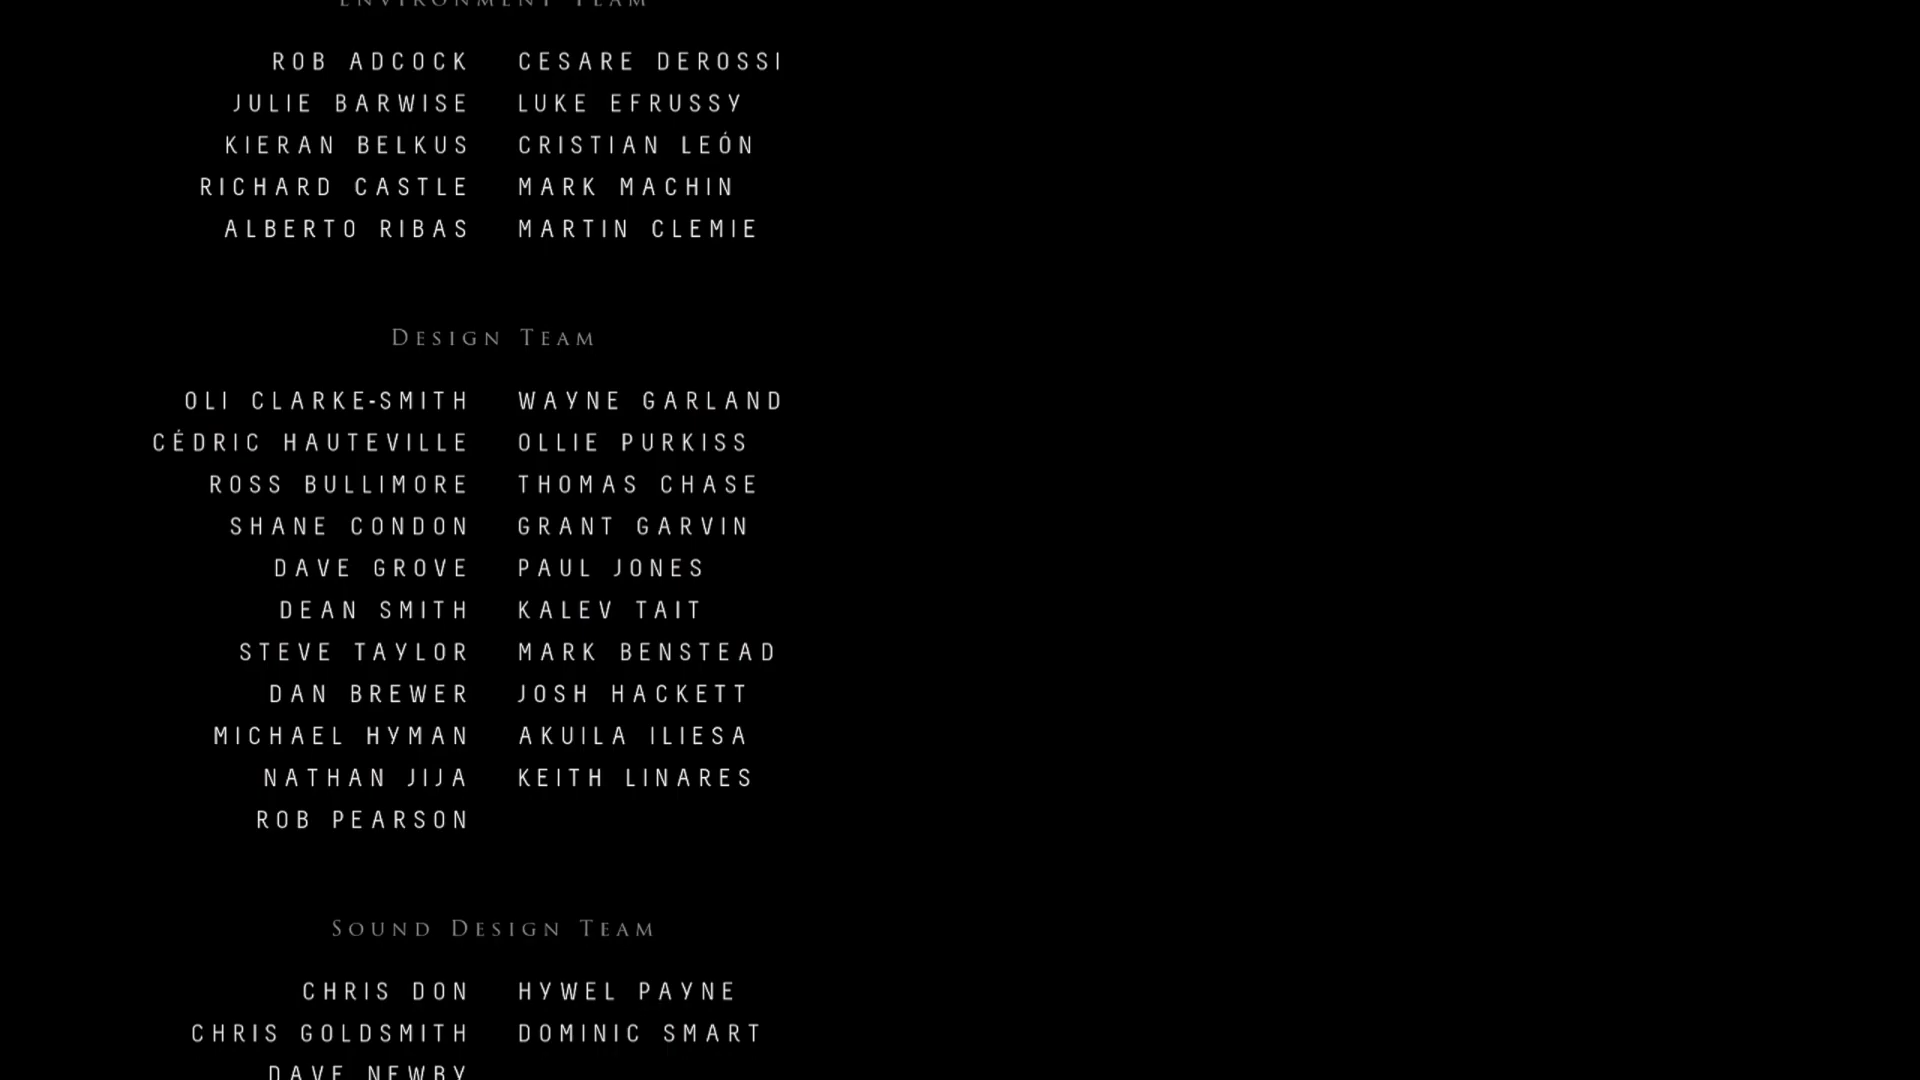 ENVIRONMENT TEAM
ROB ADCOCK CESARE DEROSSI
JULIE BARWISE LUKE EFRUSSY
KIERAN BELKUS CRISTIAN LEÓN
RICHARD CASTLE MARK MACHIN
ALBERTO RIBAS MARTIN CLEMIE
DESIGN TEAM
OLI CLARKE-SMITH WAYNE GARLAND
CÉDRIC HAUTEVILLE OLLIE PURKISS
ROSS BULLIMORE THOMAS CHASE
SHANE CONDON GRANT GARVIN
DAVE GROVE PAUL JONES
DEAN SMITH KALEV TAIT
STEVE TAYLOR MARK BENSTEAD
DAN BREWER JOSH HACKETT
MICHAEL HYMAN AKUILA ILIESA
NATHAN JIJA KEITH LINARES
ROB PEARSON
SOUND DESIGN TEAM
CHRIS DON HYWEL PAYNE
CHRIS GOLDSMITH DOMINIC SMART
DAVE NEWBY